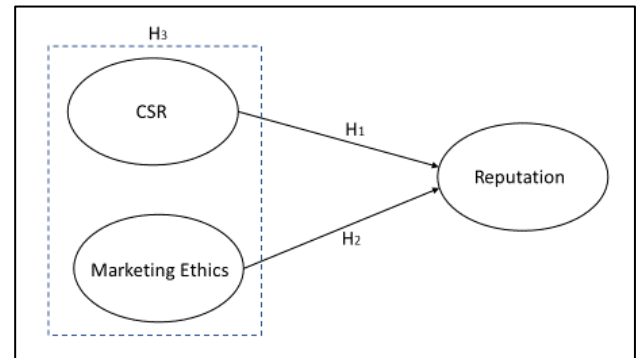 H3
CSR
H1
Reputation
H2
Marketing Ethics